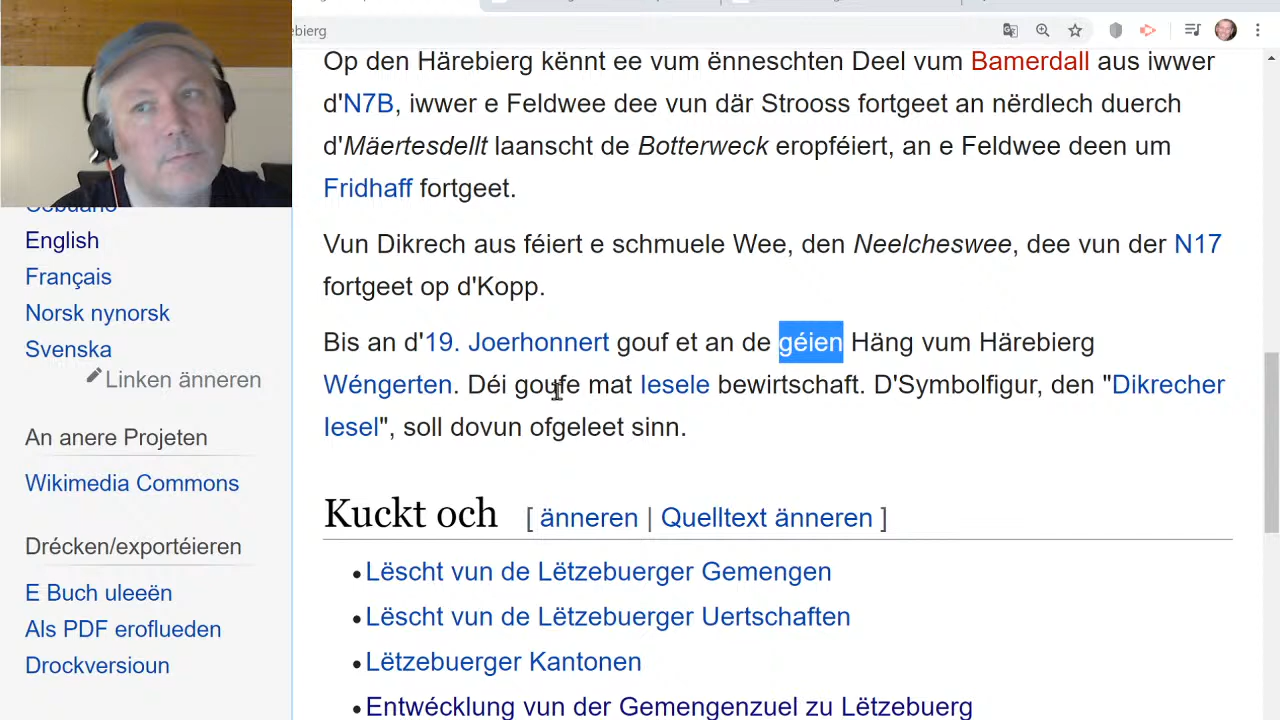 ebierg
Op den Härebierg kënnt ee vum ënneschten Deel vum Bamerdall aus iwwer
d'N7B, iwwer e Feldwee dee vun där Strooss fortgeet an nërdlech duerch
d'Mäertesdellt laanscht de Botterweck eropféiert, an e Feldwee deen um
Fridhaff fortgeet.
Vun Dikrech aus féiert e schmuele Wee, den Neelcheswee, dee vun der N17
fortgeet op d'Kopp.
Bis an d'19. Joerhonnert gouf et an de géien Häng vum Härebierg
Wéngerten. Déi goufe mat Iesele bewirtschaft. D'Symbolfigur, den "Dikrecher
Iesel", soll dovun ofgeleet sinn.
Kuckt och [ änneren | Quelltext änneren ]
Lëscht vun de Lëtzebuerger Gemengen
Lëscht vun de Lëtzebuerger Uertschaften
Lëtzebuerger Kantonen
Entwécklung vun der Gemengenzuel zu Lëtzebuerg
Cebuano
English
Français
Norsk nynorsk
Svenska
Linken änneren
An anere Projeten
Wikimedia Commons
Drécken/exportéieren
E Buch uleeën
Als PDF eroflueden
Drockversioun